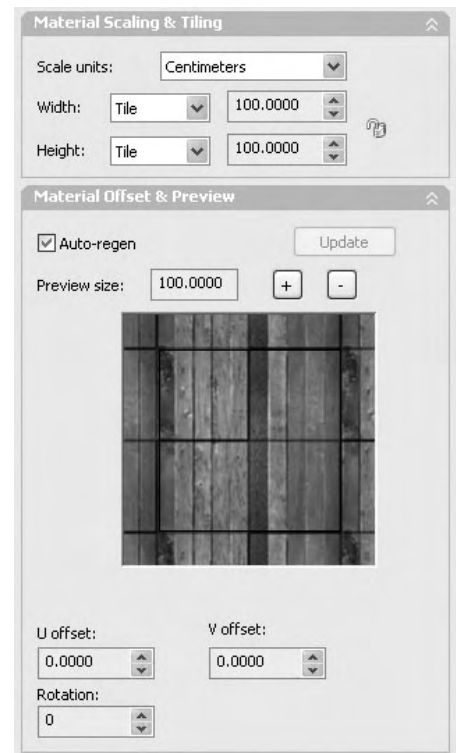 Material Scaling & Tiling
Scale units: Centimeters
Width: Tile 100.0000
Height: Tile 100.0000
Material Offset & Preview
Auto-regen Update
Preview size: 100.0000 + -
U offset: V offset:
0.0000 0.0000
Rotation:
0